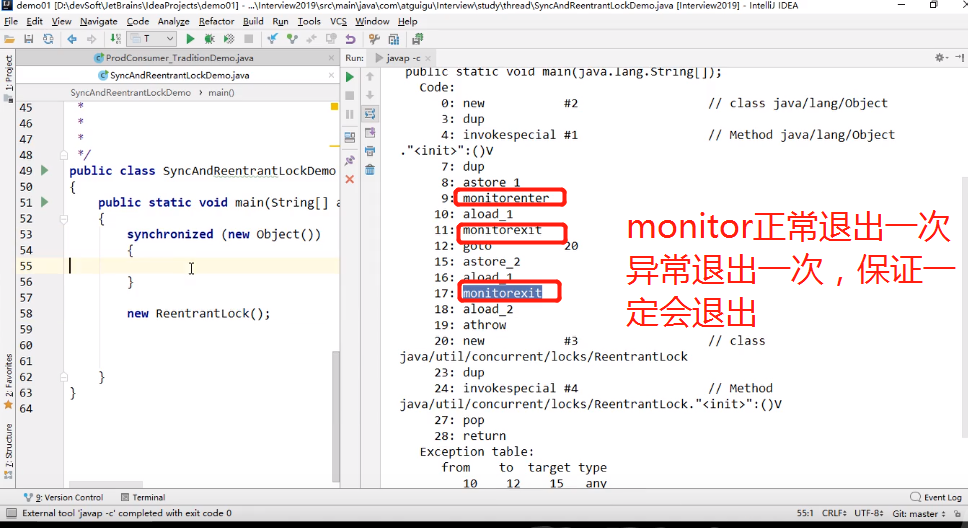 demo01 [D:\devSoft\JetBrains\IdeaProjects\demo01] - ...\Interview2019\src\main\java\com\atguigu\Interview\study\thread\SyncAndReentrantLockDemo.java [Interview2019] - IntelliJ IDEA
File Edit View Navigate Code Analyze Refactor Build Run Tools VCS Window Help
T
ProdConsumer_TraditionDemo.java
SyncAndReentrantLockDemo.java
SyncAndReentrantLockDemo › main()
45 *
46 *
47 *
48 */
49 public class SyncAndReentrantLockDemo
50 {
51 public static void main(String[] a
52 {
53 synchronized (new Object())
54 {
55
56 }
57
58 new ReentrantLock();
59
60
61
62 }
63 }
64
1: Project
2: Favorites
7: Structure
Run: javap -c
public static void main(java.lang.String[]);
Code:
0: new #2 // class java/lang/Object
3: dup
4: invokespecial #1 // Method java/lang/Object
."<init>":()V
7: dup
8: astore_1
9: monitorenter
10: aload_1
11: monitorexit
12: goto 20
15: astore_2
16: aload_1
17: monitorexit
18: aload_2
19: athrow
20: new #3 // class
java/util/concurrent/locks/ReentrantLock
23: dup
24: invokespecial #4 // Method
java/util/concurrent/locks/ReentrantLock."<init>":()V
27: pop
28: return
Exception table:
from to target type
10 12 15 any
monitor正常退出一次
异常退出一次，保证一
定会退出
9: Version Control Terminal Event Log
External tool 'javap -c' completed with exit code 0 55:1 CRLF÷ UTF-8÷ Git: master ÷